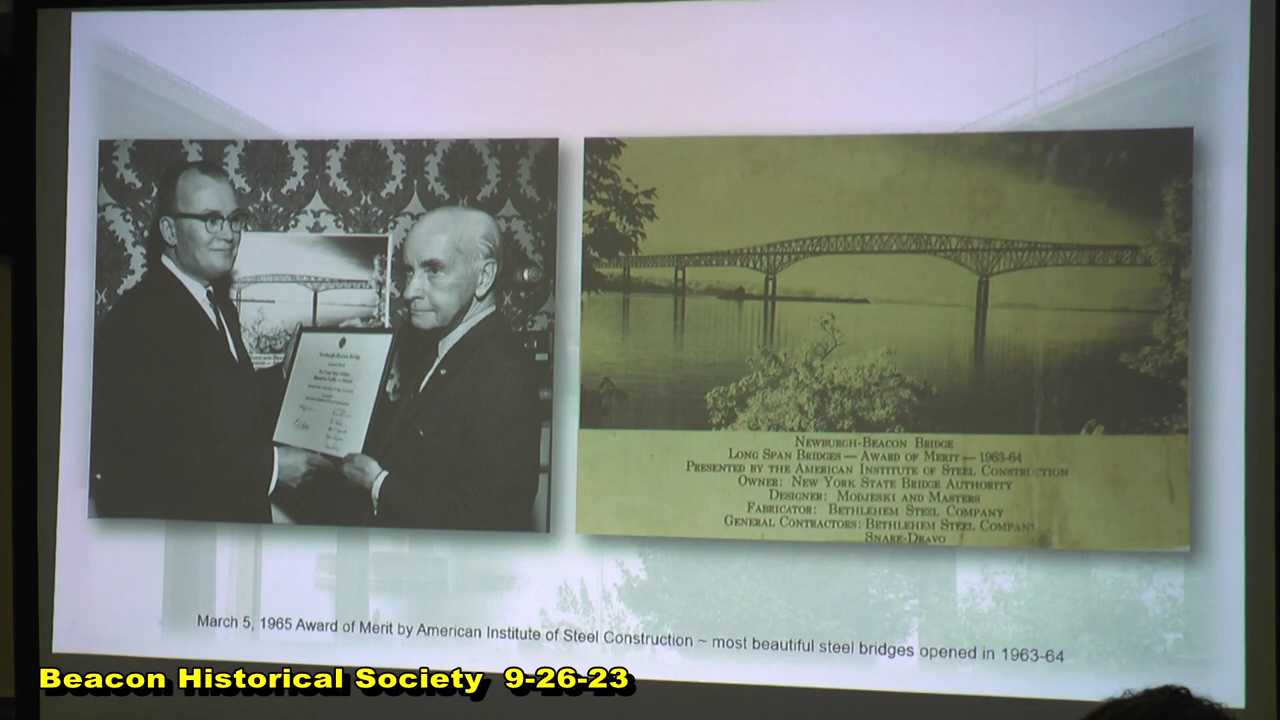 Newburgh-Beacon Bridge
Newburgh-Beacon Bridge
Long Span Bridges — Award of Merit — 1963-64
Presented by the American Institute of Steel Construction
Owner: New York State Bridge Authority
Designer: Modjeski and Masters
Fabricator: Bethlehem Steel Company
General Contractors: Bethlehem Steel Company
Snare-Dravo
March 5, 1965 Award of Merit by American Institute of Steel Construction ~ most beautiful steel bridges opened in 1963-64
Beacon Historical Society 9-26-23